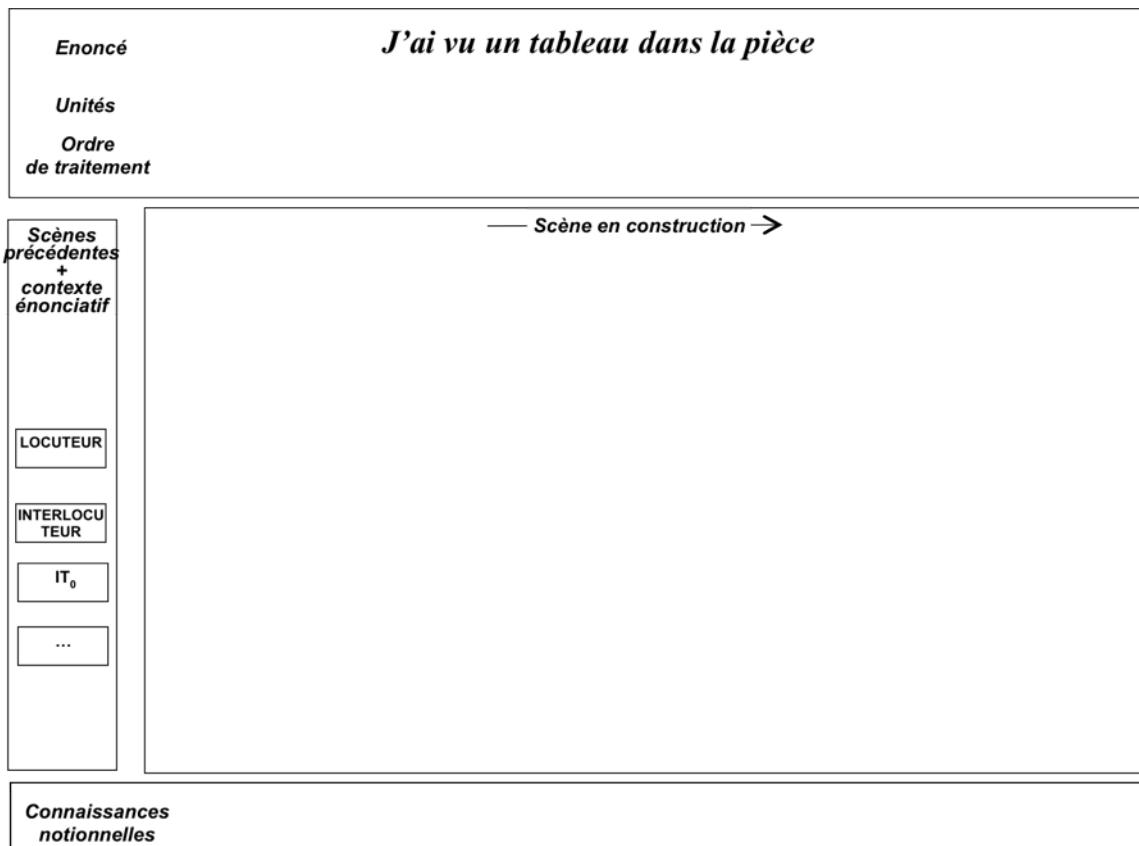 Enoncé
J’ai vu un tableau dans la pièce
Unités
Ordre
de traitement
Scènes
précédentes
+
contexte
énonciatif
Scène en construction
LOCUTEUR
INTERLOCU
TEUR
IT₀
...
Connaissances
notionnelles